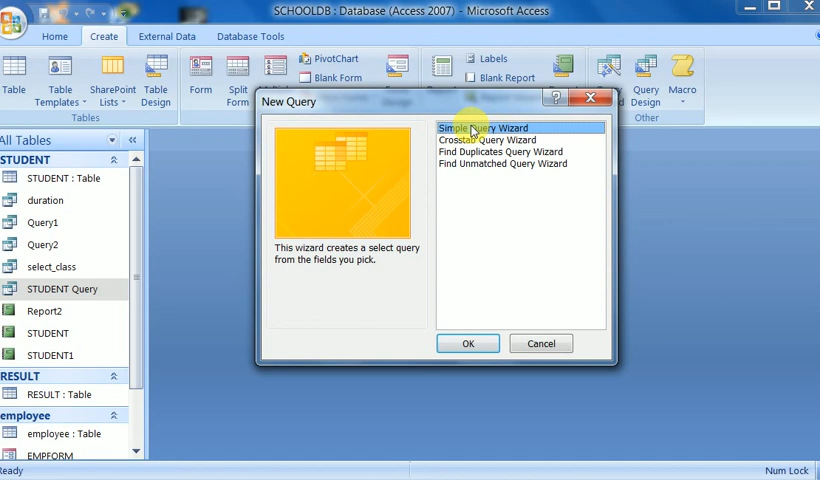 SCHOOLDB : Database (Access 2007) - Microsoft Access
Home Create External Data Database Tools
Table
Table Templates
SharePoint Lists
Table Design
Tables
Form
Split Form
PivotChart
Blank Form
Labels
Blank Report
Query Design
Macro
Other
New Query
Simple Query Wizard
Crosstab Query Wizard
Find Duplicates Query Wizard
Find Unmatched Query Wizard
This wizard creates a select query
from the fields you pick.
OK Cancel
All Tables
STUDENT
STUDENT : Table
duration
Query1
Query2
select_class
STUDENT Query
Report2
STUDENT
STUDENT1
RESULT
RESULT : Table
employee
employee : Table
EMPFORM
Ready
Num Lock